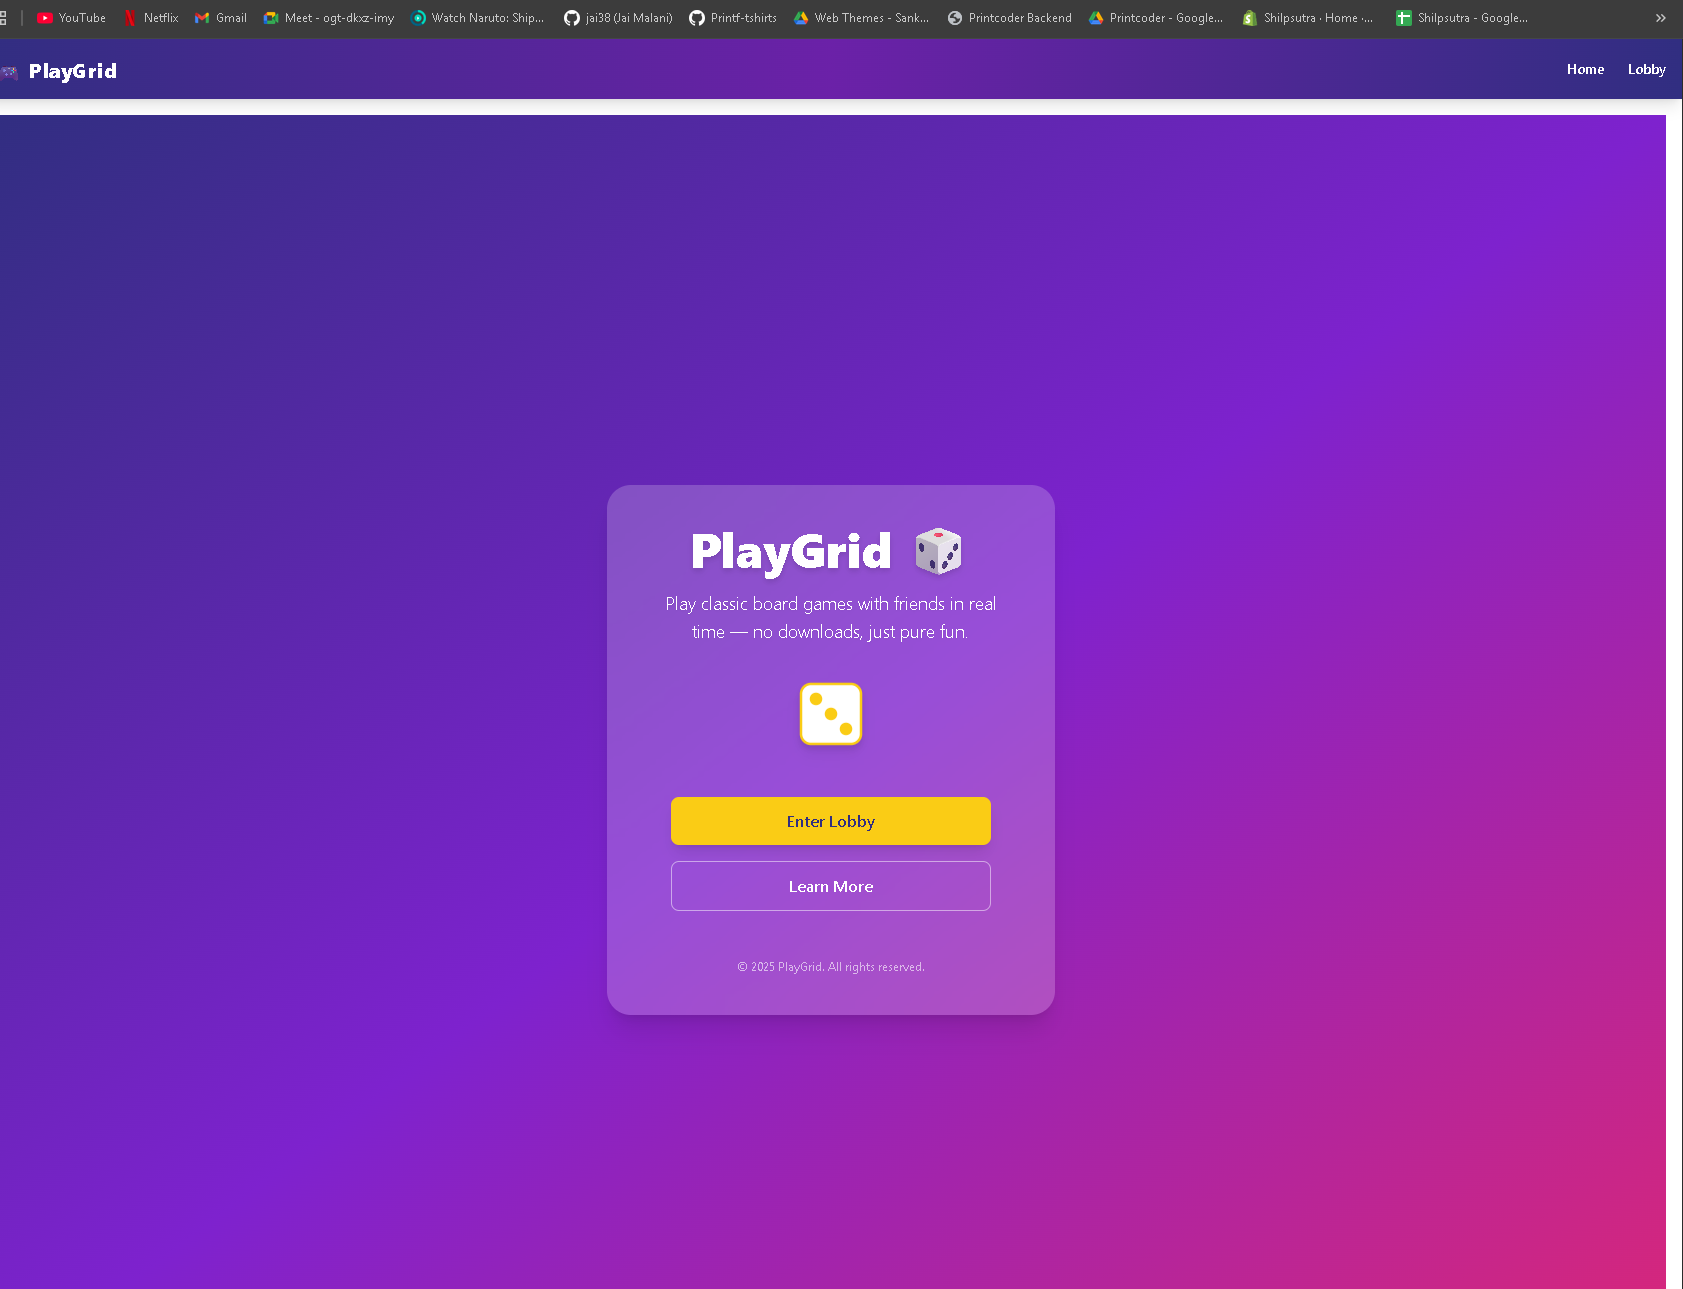 YouTube Netflix Gmail Meet - ogt-dkxz-imy Watch Naruto: Ship... jai38 (Jai Malani) Printf-tshirts Web Themes - Sank... Printcoder Backend Printcoder - Google... Shilpsutra · Home ·... Shilpsutra - Google...
PlayGrid Home Lobby
PlayGrid
Play classic board games with friends in real
time — no downloads, just pure fun.
Enter Lobby
Learn More
© 2025 PlayGrid. All rights reserved.